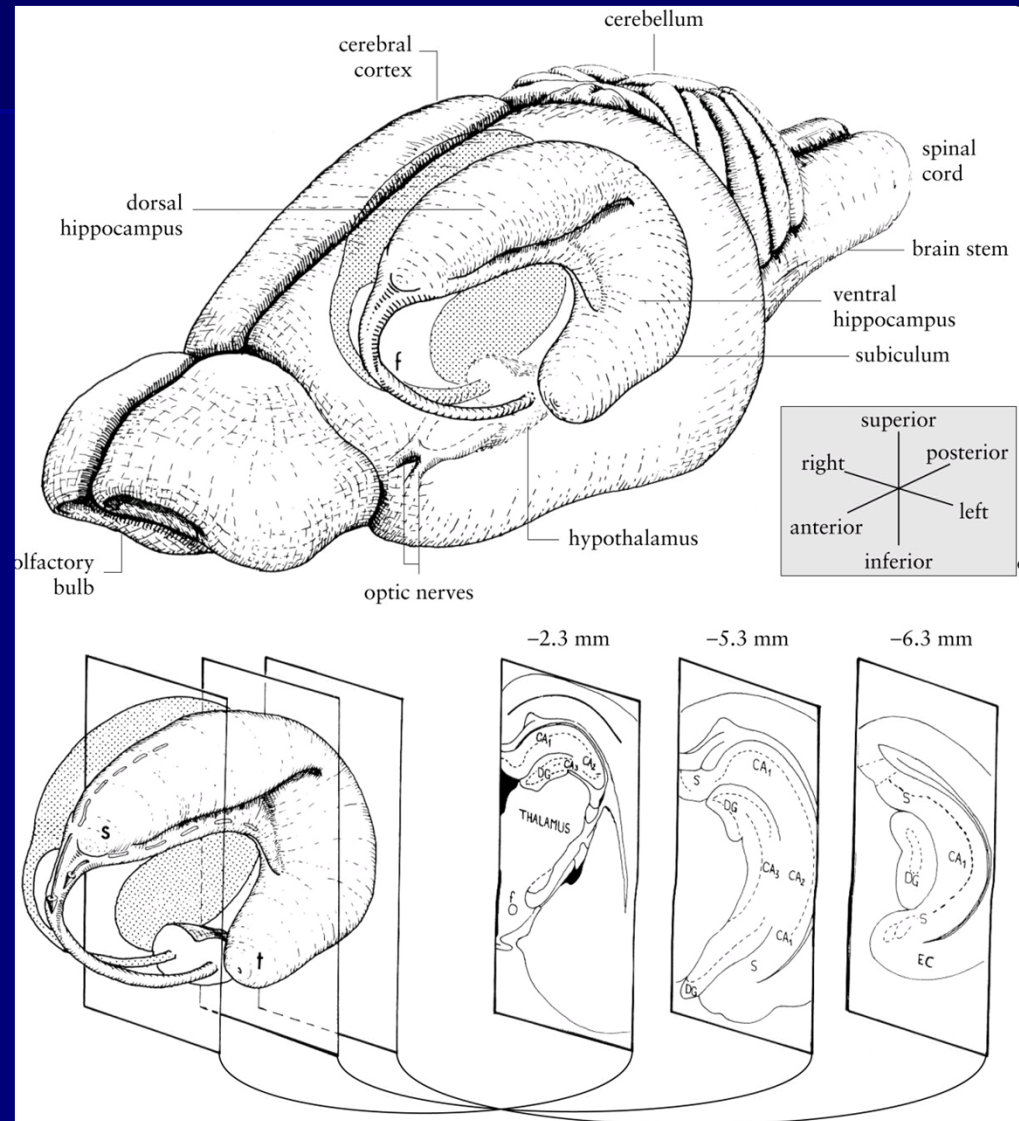 cerebellum
cerebral
cortex
spinal
cord
dorsal
hippocampus
brain stem
ventral
hippocampus
f
subiculum
superior
right
posterior
anterior
left
inferior
hypothalamus
olfactory
bulb
optic nerves
−2.3 mm
−5.3 mm
−6.3 mm
s
t
CA1
CA2
CA3
DG
THALAMUS
f
S
CA1
DG
CA3
CA2
CA1
S
DG
S
CA1
DG
S
EC